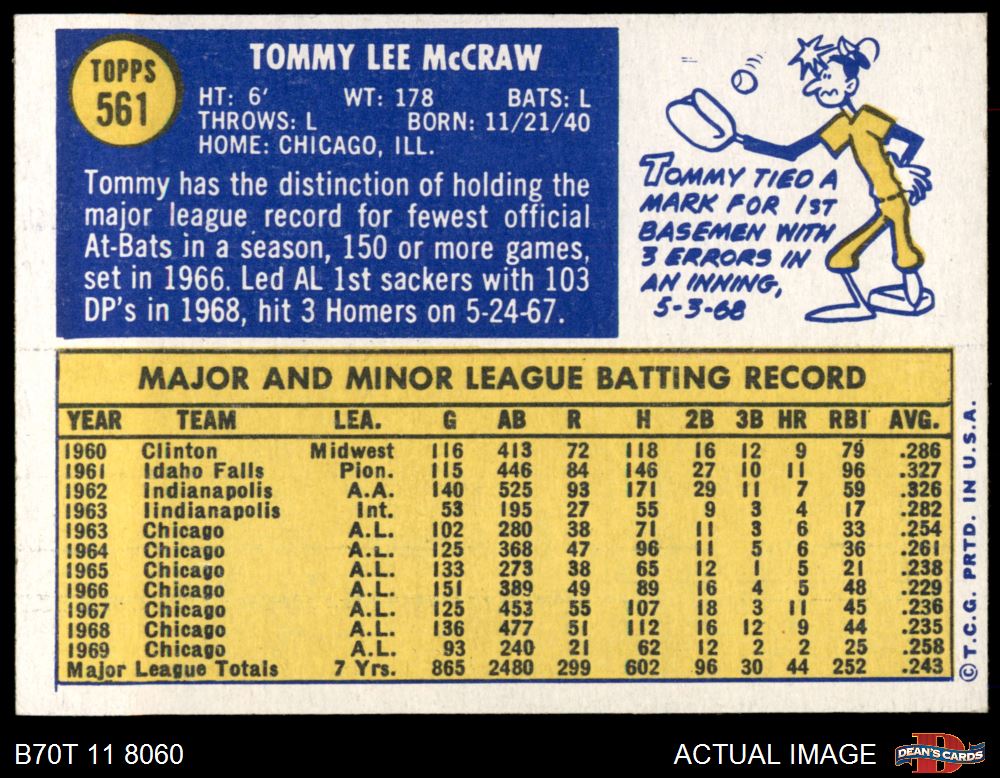 TOPPS
561
TOMMY LEE McCRAW
HT: 6' WT: 178 BATS: L
THROWS: L BORN: 11/21/40
HOME: CHICAGO, ILL.
Tommy has the distinction of holding the
major league record for fewest official
At-Bats in a season, 150 or more games,
set in 1966. Led AL 1st sackers with 103
DP's in 1968, hit 3 Homers on 5-24-67.
TOMMY TIED A
MARK FOR 1ST
BASEMEN WITH
3 ERRORS IN
AN INNING,
5-3-68
MAJOR AND MINOR LEAGUE BATTING RECORD
YEAR TEAM LEA. G AB R H 2B 3B HR RBI AVG.
1960 Clinton Midwest 116 413 72 118 16 12 9 79 .286
1961 Idaho Falls Pion. 115 446 84 146 27 10 11 96 .327
1962 Indianapolis A.A. 140 525 93 171 29 11 7 59 .326
1963 Iindianapolis Int. 53 195 27 55 9 3 4 17 .282
1963 Chicago A.L. 102 280 38 71 11 3 6 33 .254
1964 Chicago A.L. 125 368 47 96 11 5 6 36 .261
1965 Chicago A.L. 133 273 38 65 12 1 5 21 .238
1966 Chicago A.L. 151 389 49 89 16 4 5 48 .229
1967 Chicago A.L. 125 453 55 107 18 3 11 45 .236
1968 Chicago A.L. 136 477 51 112 16 12 9 44 .235
1969 Chicago A.L. 93 240 21 62 12 2 2 25 .258
Major League Totals 7 Yrs. 865 2480 299 602 96 30 44 252 .243
© T.C.G. PRTD. IN U.S.A.
B70T 11 8060
ACTUAL IMAGE
DEAN'S CARDS